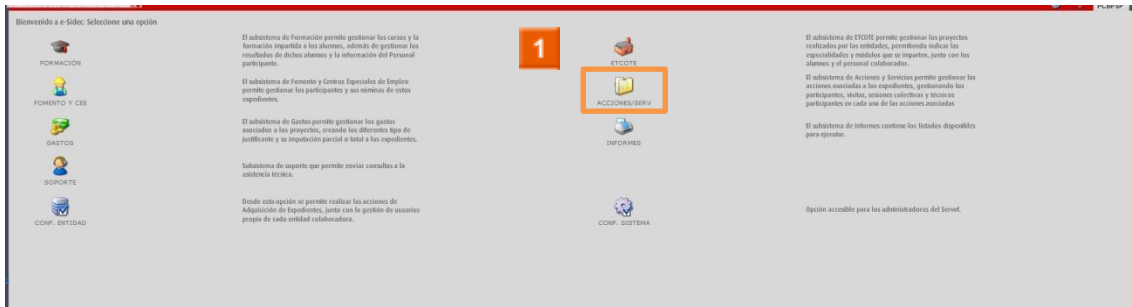 Bienvenido a e-Sidec: Seleccione una opción
FORMACIÓN
El subsistema de Formación permite gestionar los cursos y la
formación impartida a los alumnos, además de gestionar los
resultados de dichos alumnos y la información del Personal
participante.
1
ETCOTE
El subsistema de ETCOTE permite gestionar los proyectos
realizados por las entidades, permitiendo indicar las
especialidades y módulos que se imparten, junto con los
alumnos y el personal colaborador.
FOMENTO Y CEE
El subsistema de Fomento y Centros Especiales de Empleo
permite gestionar los participantes y sus nóminas de estos
expedientes.
ACCIONES/SERV
El subsistema de Acciones y Servicios permite gestionar las
acciones asociadas a los expedientes, gestionando los
participantes, visitas, sesiones colectivas y técnicos
participantes en cada una de las acciones asociadas
GASTOS
El subsistema de Gastos permite gestionar los gastos
asociados a los proyectos, creando los diferentes tipo de
justificante y su imputación parcial o total a los expedientes.
INFORMES
El subsistema de Informes contiene los listados disponibles
para ejecutar.
SOPORTE
Subsistema de soporte que permite enviar consultas a la
asistencia técnica.
CONF. ENTIDAD
Desde esta opción se permite realizar las acciones de
Adquisición de Expedientes, junto con la gestión de usuarios
propia de cada entidad colaboradora.
CONF. SISTEMA
Opción accesible para los administradores del Servef.